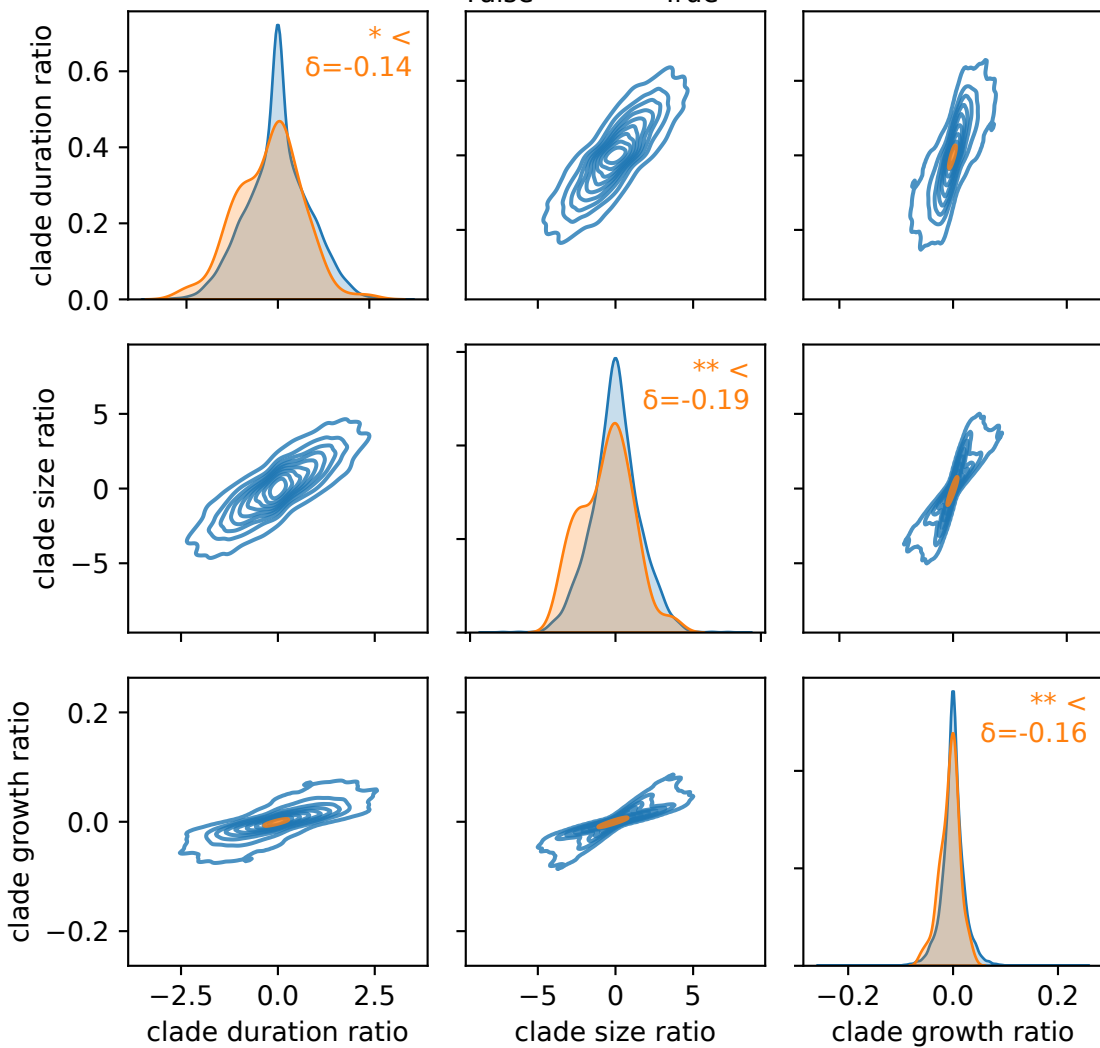 clade duration ratio
0.6
0.4
0.2
0.0
* <
δ=-0.14
clade size ratio
5
0
−5
** <
δ=-0.19
clade growth ratio
0.2
0.0
−0.2
** <
δ=-0.16
−2.5 0.0 2.5
−5 0 5
−0.2 0.0 0.2
clade duration ratio
clade size ratio
clade growth ratio